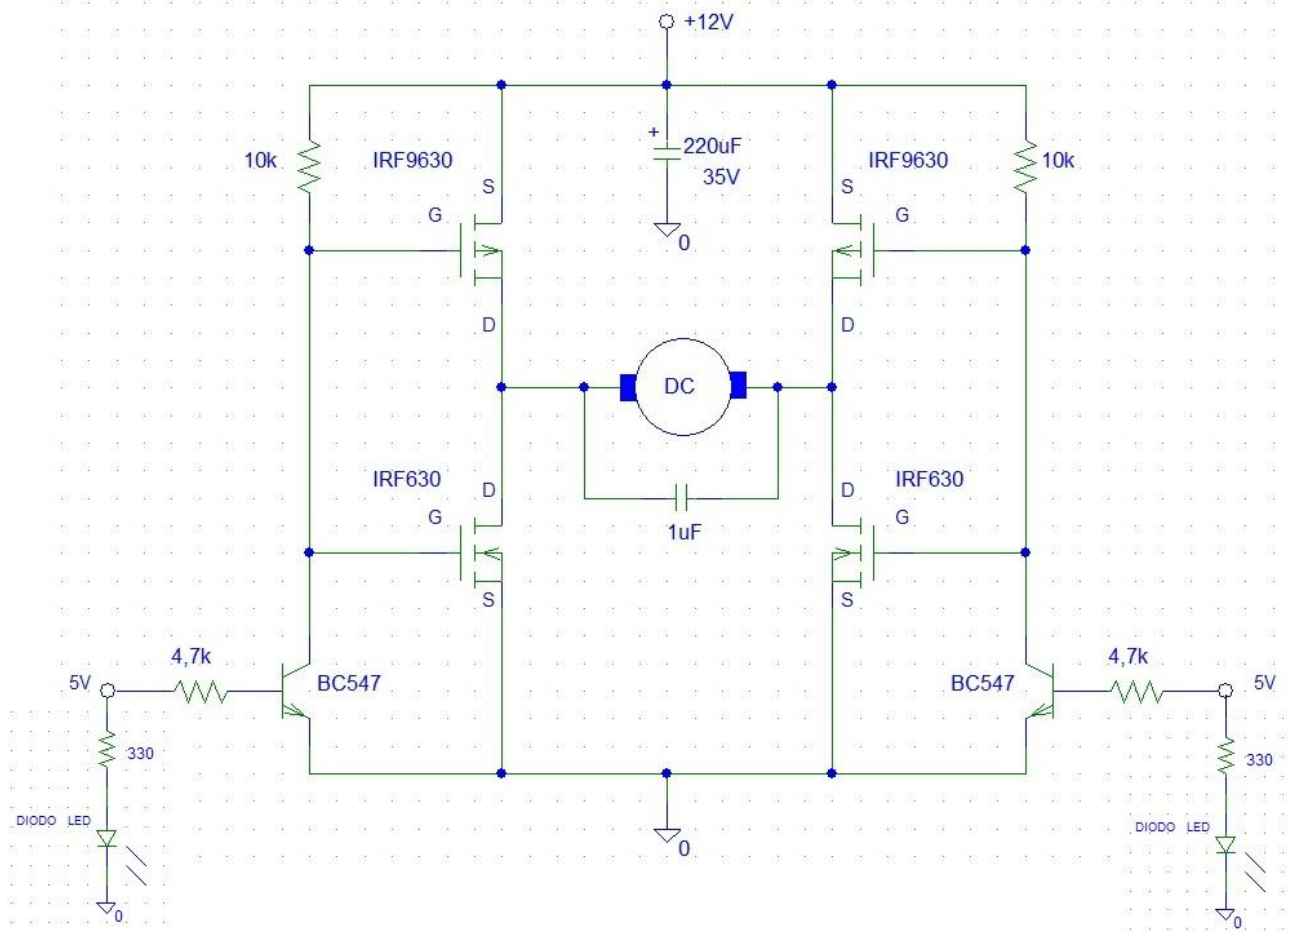 +12V
+
220uF
35V
0
10k
IRF9630
S
G
D
IRF9630
10k
S
G
D
DC
1uF
IRF630
D
G
S
IRF630
D
G
S
4,7k
5V
BC547
330
DIODO LED
0
0
4,7k
BC547
5V
330
DIODO LED
0